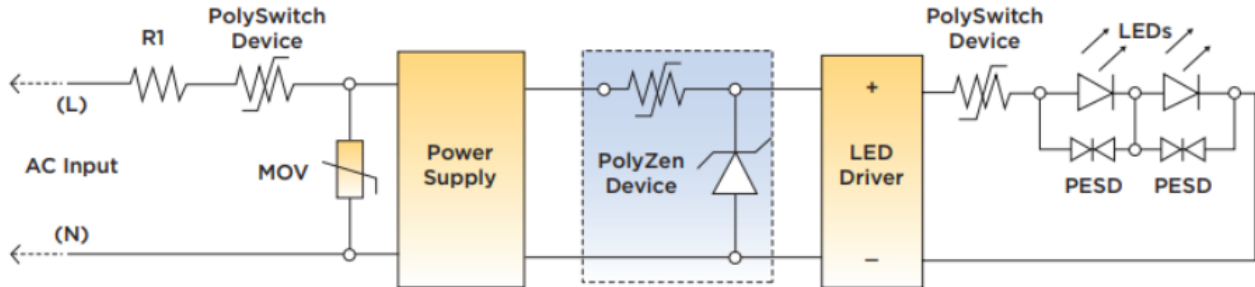 PolySwitch
Device
R1
(L)
AC Input
MOV
(N)
Power
Supply
PolyZen
Device
+
LED
Driver
–
PolySwitch
Device
LEDs
PESD
PESD